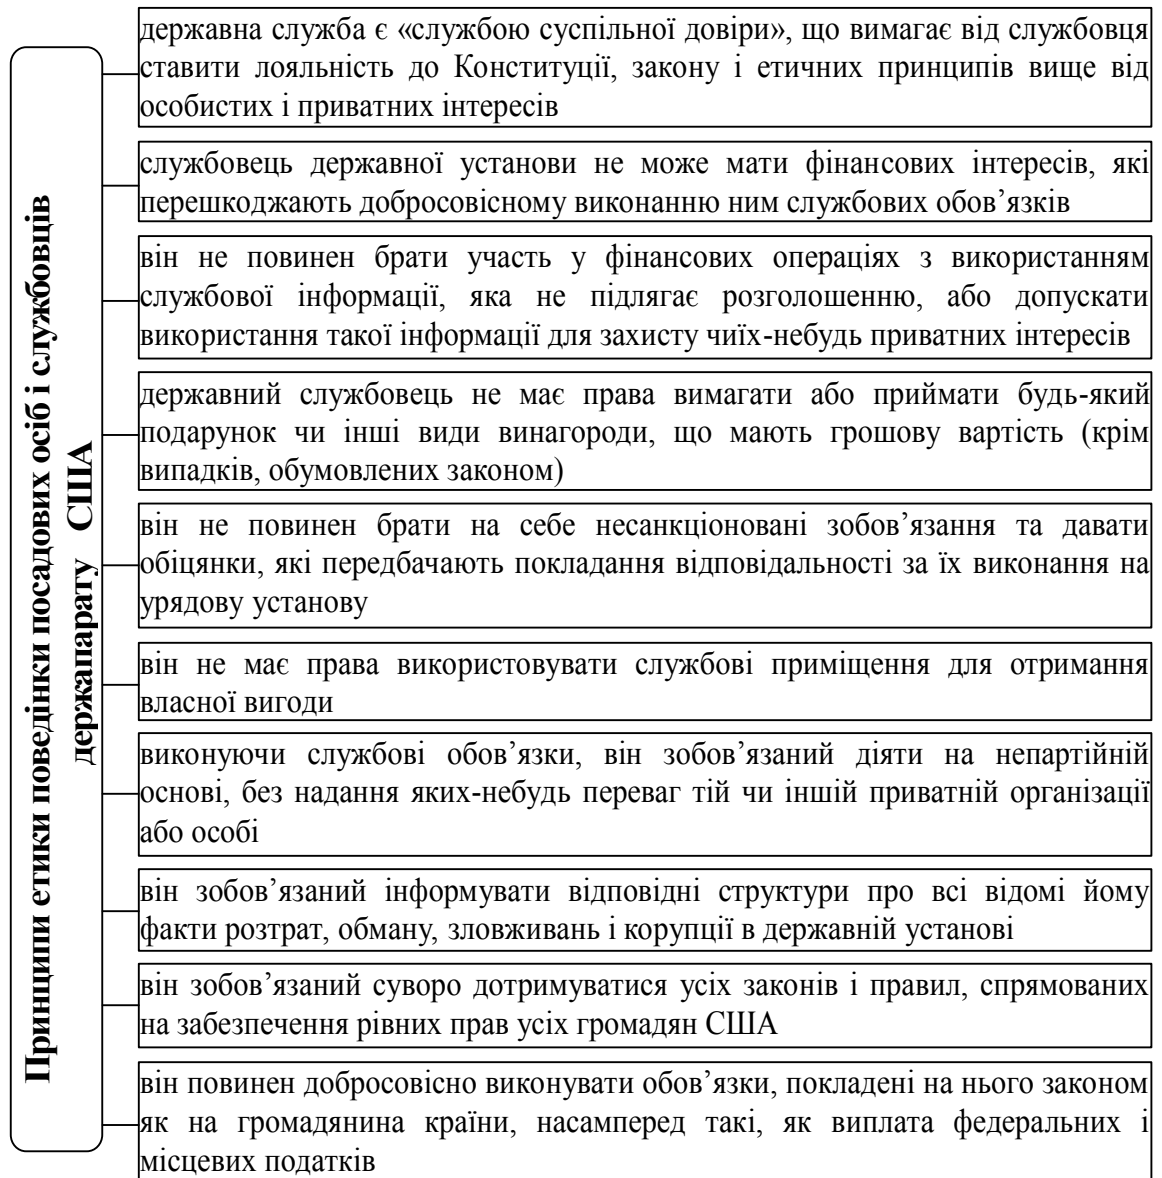 Принципи етики поведінки посадових осіб і службовців
держапарату США
державна служба є «службою суспільної довіри», що вимагає від службовця
ставити лояльність до Конституції, закону і етичних принципів вище від
особистих і приватних інтересів
службовець державної установи не може мати фінансових інтересів, які
перешкоджають добросовісному виконанню ним службових обов’язків
він не повинен брати участь у фінансових операціях з використанням
службової інформації, яка не підлягає розголошенню, або допускати
використання такої інформації для захисту чиїх-небудь приватних інтересів
державний службовець не має права вимагати або приймати будь-який
подарунок чи інші види винагороди, що мають грошову вартість (крім
випадків, обумовлених законом)
він не повинен брати на себе несанкціоновані зобов’язання та давати
обіцянки, які передбачають покладання відповідальності за їх виконання на
урядову установу
він не має права використовувати службові приміщення для отримання
власної вигоди
виконуючи службові обов’язки, він зобов’язаний діяти на непартійній
основі, без надання яких-небудь переваг тій чи іншій приватній організації
або особі
він зобов’язаний інформувати відповідні структури про всі відомі йому
факти розтрат, обману, зловживань і корупції в державній установі
він зобов’язаний суворо дотримуватися усіх законів і правил, спрямованих
на забезпечення рівних прав усіх громадян США
він повинен добросовісно виконувати обов’язки, покладені на нього законом
як на громадянина країни, насамперед такі, як виплата федеральних і
місцевих податків